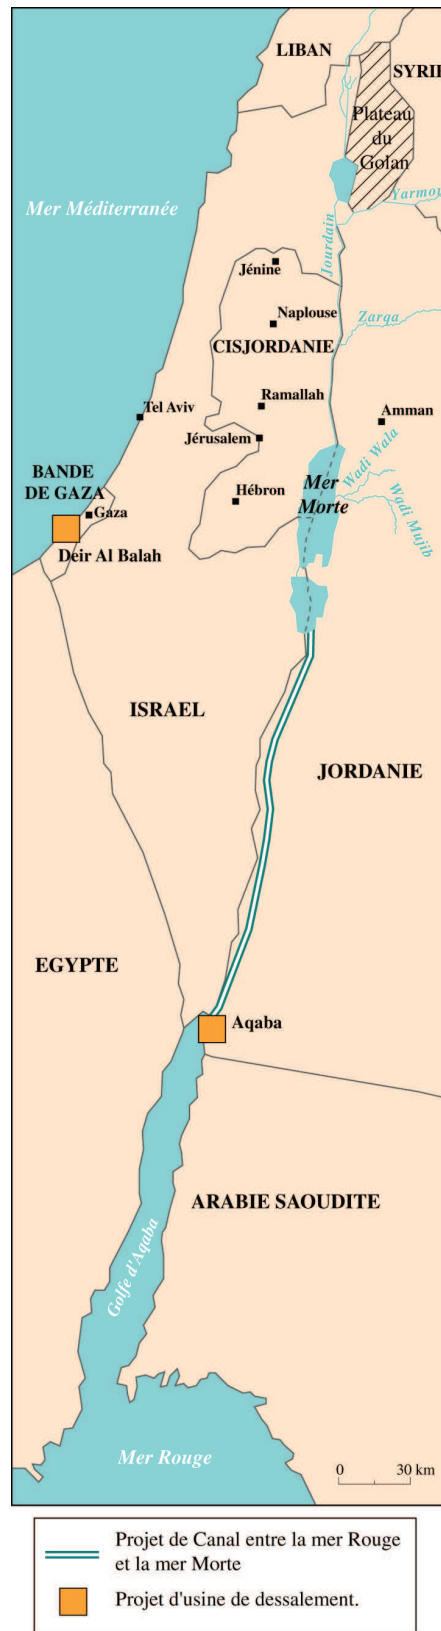 LIBAN
SYRIE
Plateau
du
Golan
Mer Méditerranée
Jourdain
Jénine
Naplouse
Zarqa
CISJORDANIE
Ramallah
Tel Aviv
Amman
Jérusalem
Wadi Wala
BANDE
DE GAZA
Mer
Morte
Hébron
Wadi Mujib
Gaza
Deir Al Balah
ISRAEL
JORDANIE
EGYPTE
Aqaba
ARABIE SAOUDITE
Golfe d'Aqaba
Mer Rouge
0 30 km
Projet de Canal entre la mer Rouge
et la mer Morte
Projet d'usine de dessalement.